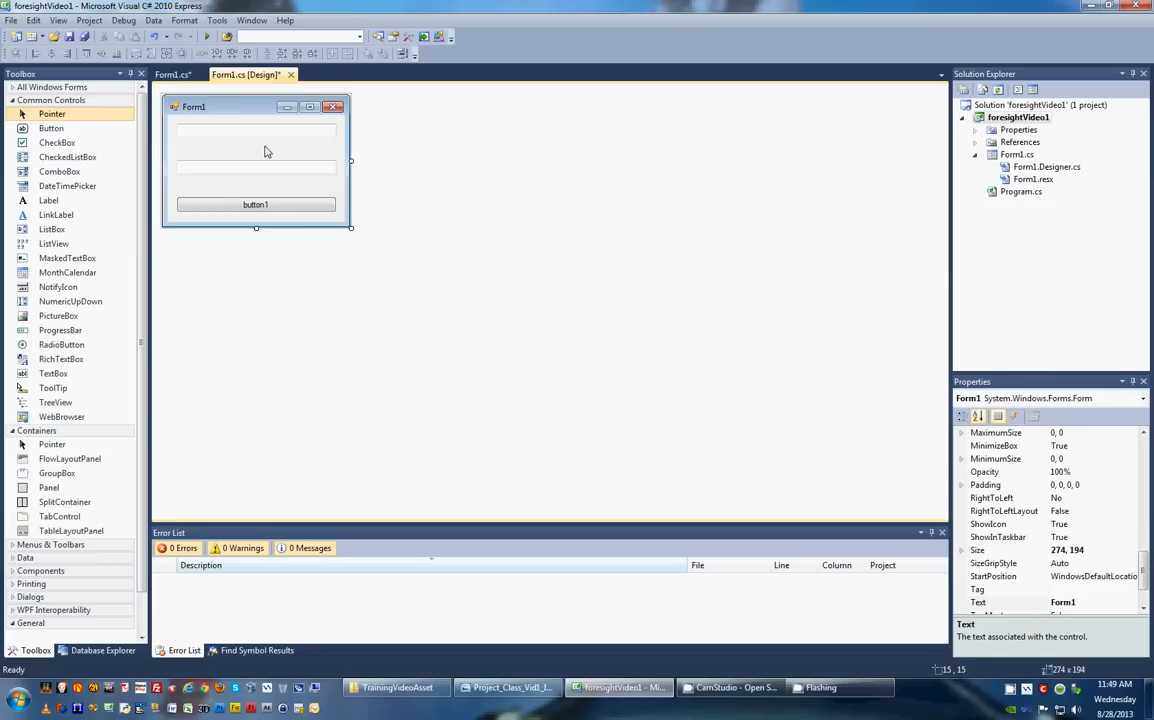 foresightVideo1 - Microsoft Visual C# 2010 Express
File Edit View Project Debug Data Format Tools Window Help
Toolbox
Form1.cs*
Form1.cs [Design]*
Solution Explorer
All Windows Forms
Common Controls
Pointer
Button
CheckBox
CheckedListBox
ComboBox
DateTimePicker
Label
LinkLabel
ListBox
ListView
MaskedTextBox
MonthCalendar
NotifyIcon
NumericUpDown
PictureBox
ProgressBar
RadioButton
RichTextBox
TextBox
ToolTip
TreeView
WebBrowser
Containers
Pointer
FlowLayoutPanel
GroupBox
Panel
SplitContainer
TabControl
TableLayoutPanel
Menus & Toolbars
Data
Components
Printing
Dialogs
WPF Interoperability
General
Toolbox
Database Explorer
Form1
button1
Solution 'foresightVideo1' (1 project)
foresightVideo1
Properties
References
Form1.cs
Form1.Designer.cs
Form1.resx
Program.cs
Properties
Form1 System.Windows.Forms.Form
MaximumSize 0, 0
MinimizeBox True
MinimumSize 0, 0
Opacity 100%
Padding 0, 0, 0, 0
RightToLeft No
RightToLeftLayout False
ShowIcon True
ShowInTaskbar True
Size 274, 194
SizeGripStyle Auto
StartPosition WindowsDefaultLocatio
Tag
Text Form1
Text
The text associated with the control.
Error List
0 Errors 0 Warnings 0 Messages
Description File Line Column Project
Error List Find Symbol Results
Ready 15 , 15 274 x 194
TrainingVideoAsset Project_Class_Vid1_I... foresightVideo1 - Mi... CamStudio - Open S... Flashing
11:49 AM
Wednesday
8/28/2013